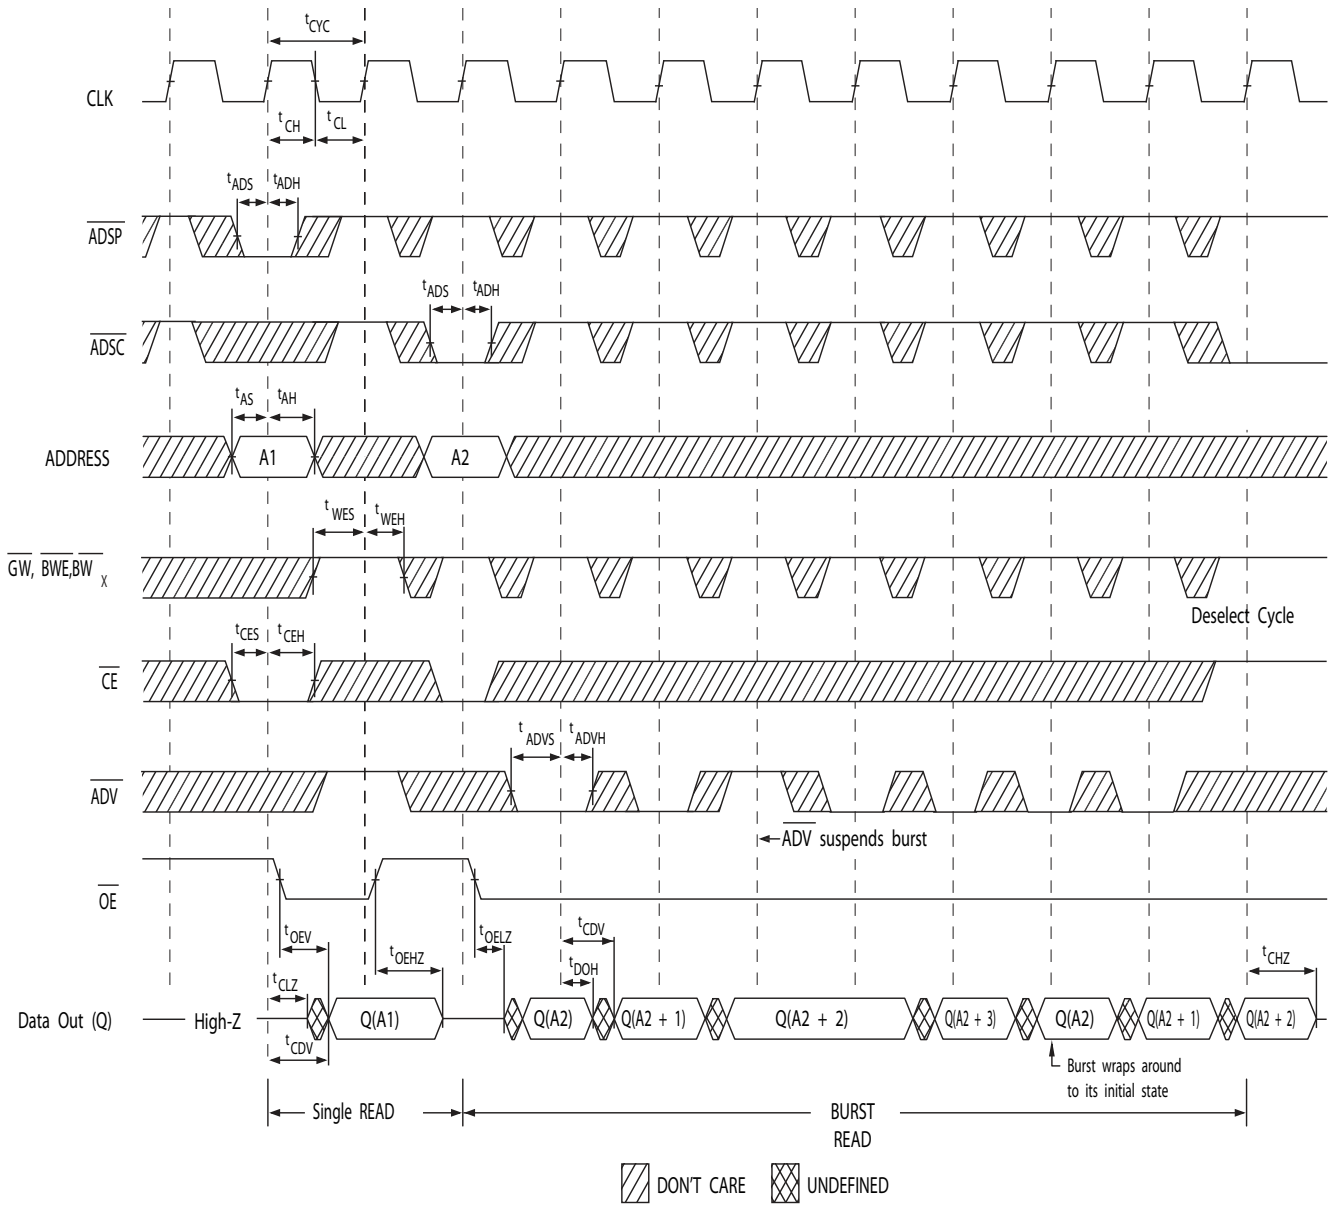 tCYC
CLK
tCH
tCL
tADS
tADH
ADSP
tADS
tADH
ADSC
tAS
tAH
ADDRESS
A1
A2
tWES
tWEH
GW, BWE,BW X
Deselect Cycle
tCES
tCEH
CE
tADVS
tADVH
ADV
ADV suspends burst
OE
tOEV
tOEHZ
tOELZ
tCDV
tDOH
tCHZ
tCLZ
Data Out (Q)
High-Z
Q(A1)
Q(A2)
Q(A2 + 1)
Q(A2 + 2)
Q(A2 + 3)
Q(A2)
Q(A2 + 1)
Q(A2 + 2)
tCDV
Burst wraps around
to its initial state
Single READ
BURST
READ
DON'T CARE
UNDEFINED